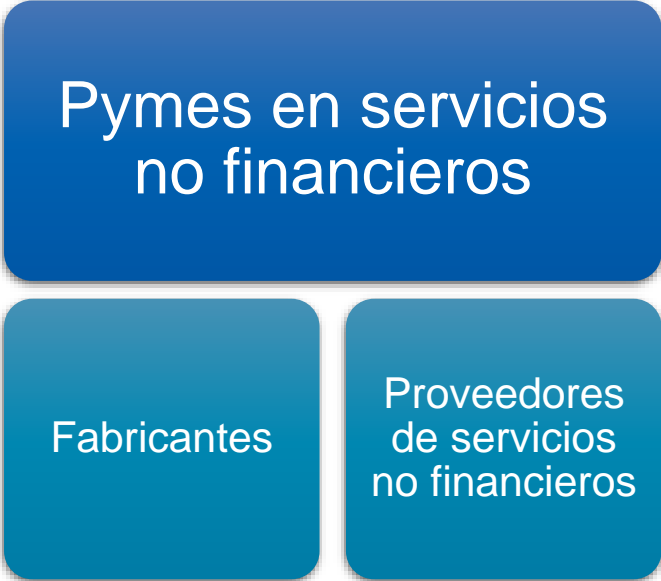 Pymes en servicios
no financieros
Fabricantes
Proveedores
de servicios
no financieros